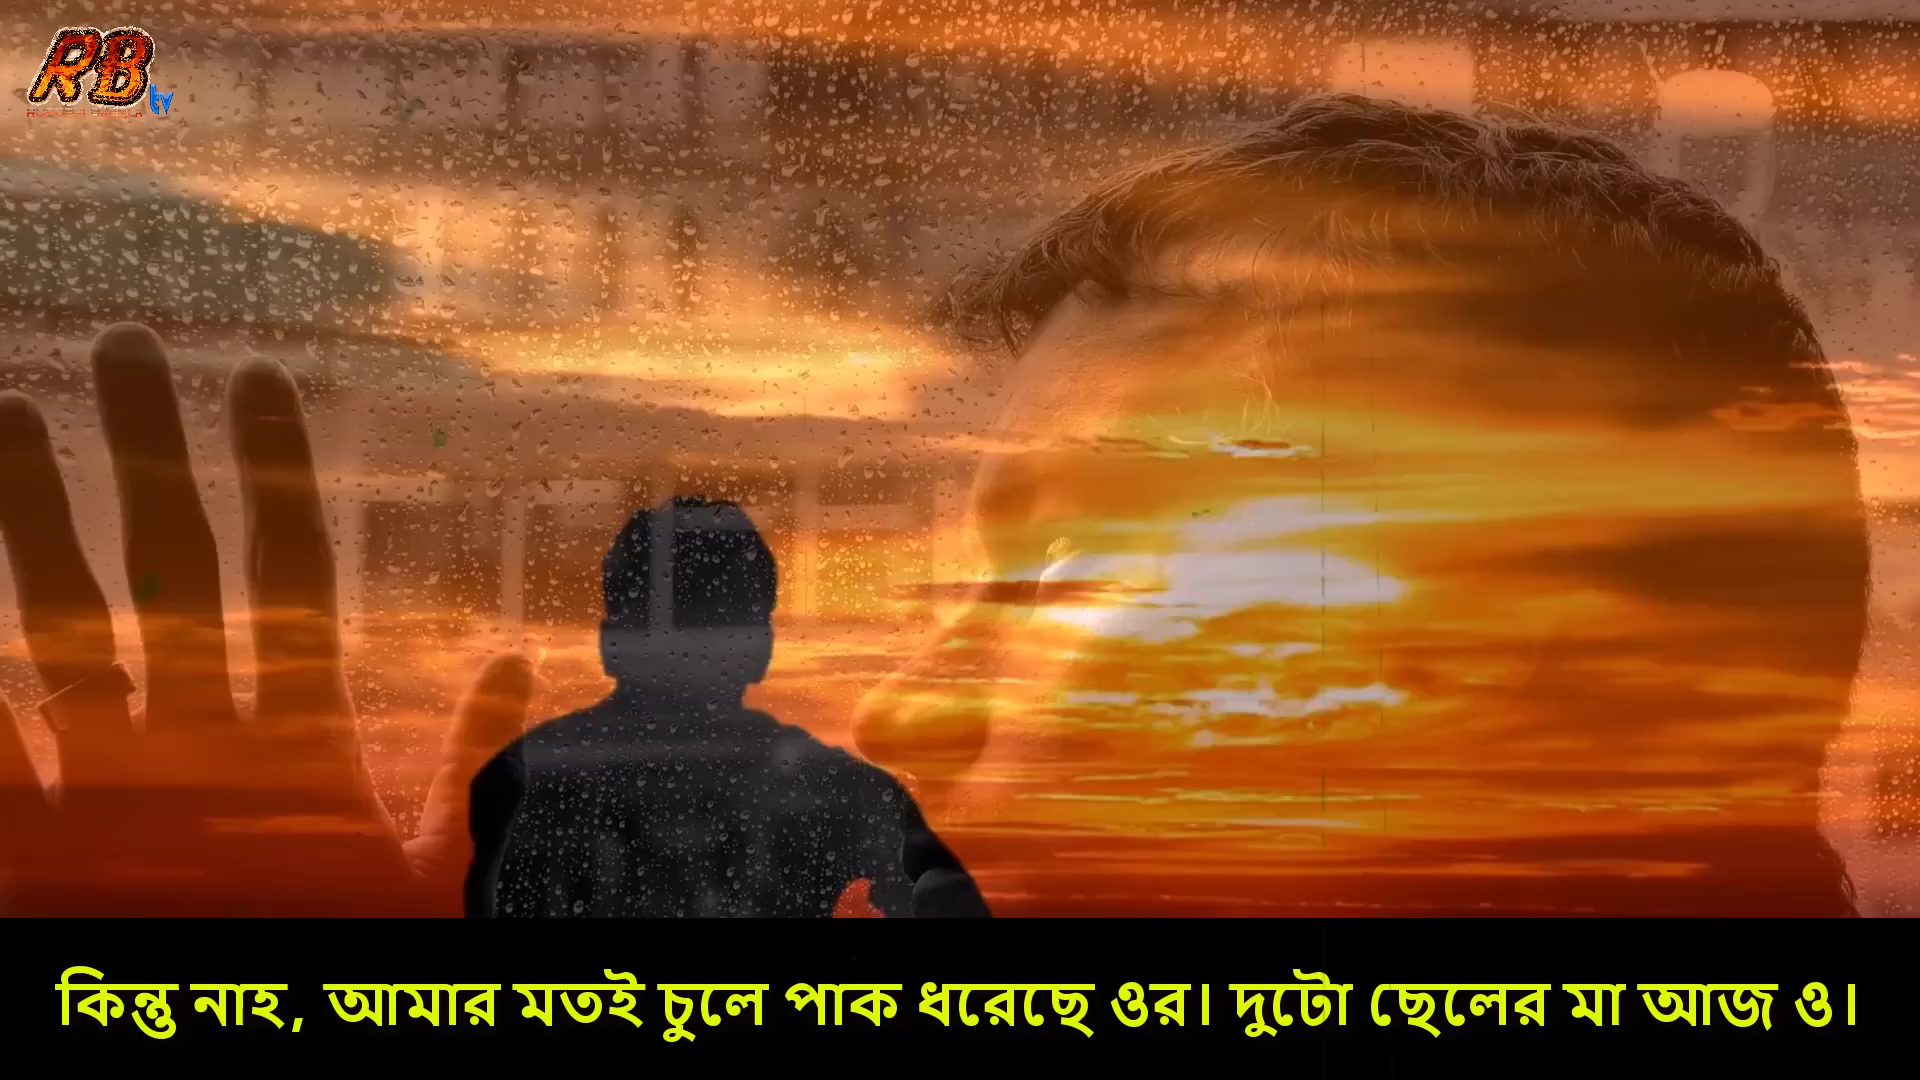 RB
tv
কিন্তু নাহ, আমার মতই চুলে পাক ধরেছে ওর। দুটো ছেলের মা আজ ও।